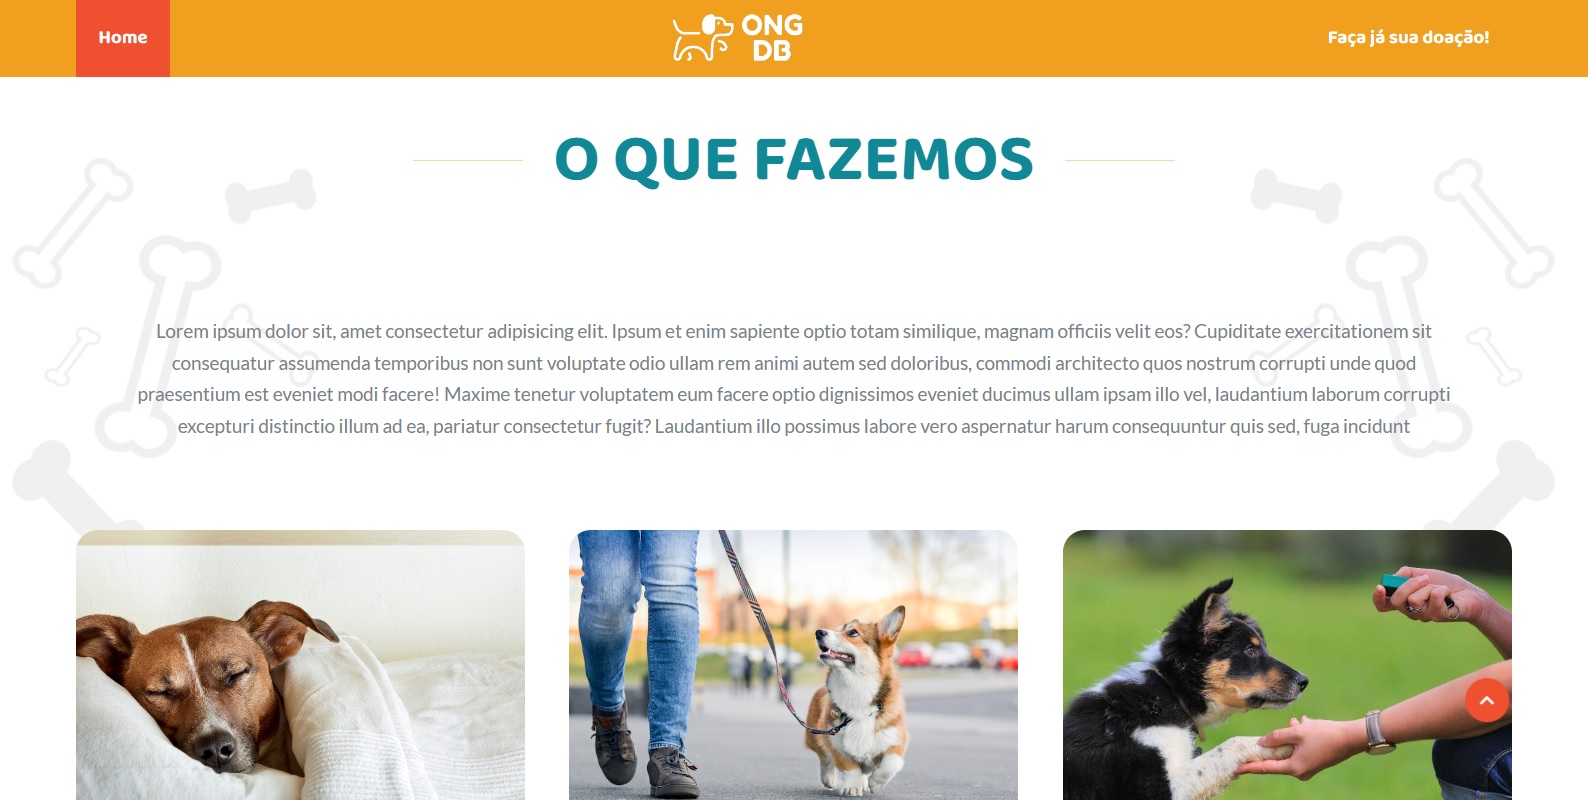 Home
ONG
DB
Faça já sua doação!
O QUE FAZEMOS
Lorem ipsum dolor sit, amet consectetur adipisicing elit. Ipsum et enim sapiente optio totam similique, magnam officiis velit eos? Cupiditate exercitationem sit
consequatur assumenda temporibus non sunt voluptate odio ullam rem animi autem sed doloribus, commodi architecto quos nostrum corrupti unde quod
praesentium est eveniet modi facere! Maxime tenetur voluptatem eum facere optio dignissimos eveniet ducimus ullam ipsam illo vel, laudantium laborum corrupti
excepturi distinctio illum ad ea, pariatur consectetur fugit? Laudantium illo possimus labore vero aspernatur harum consequuntur quis sed, fuga incidunt